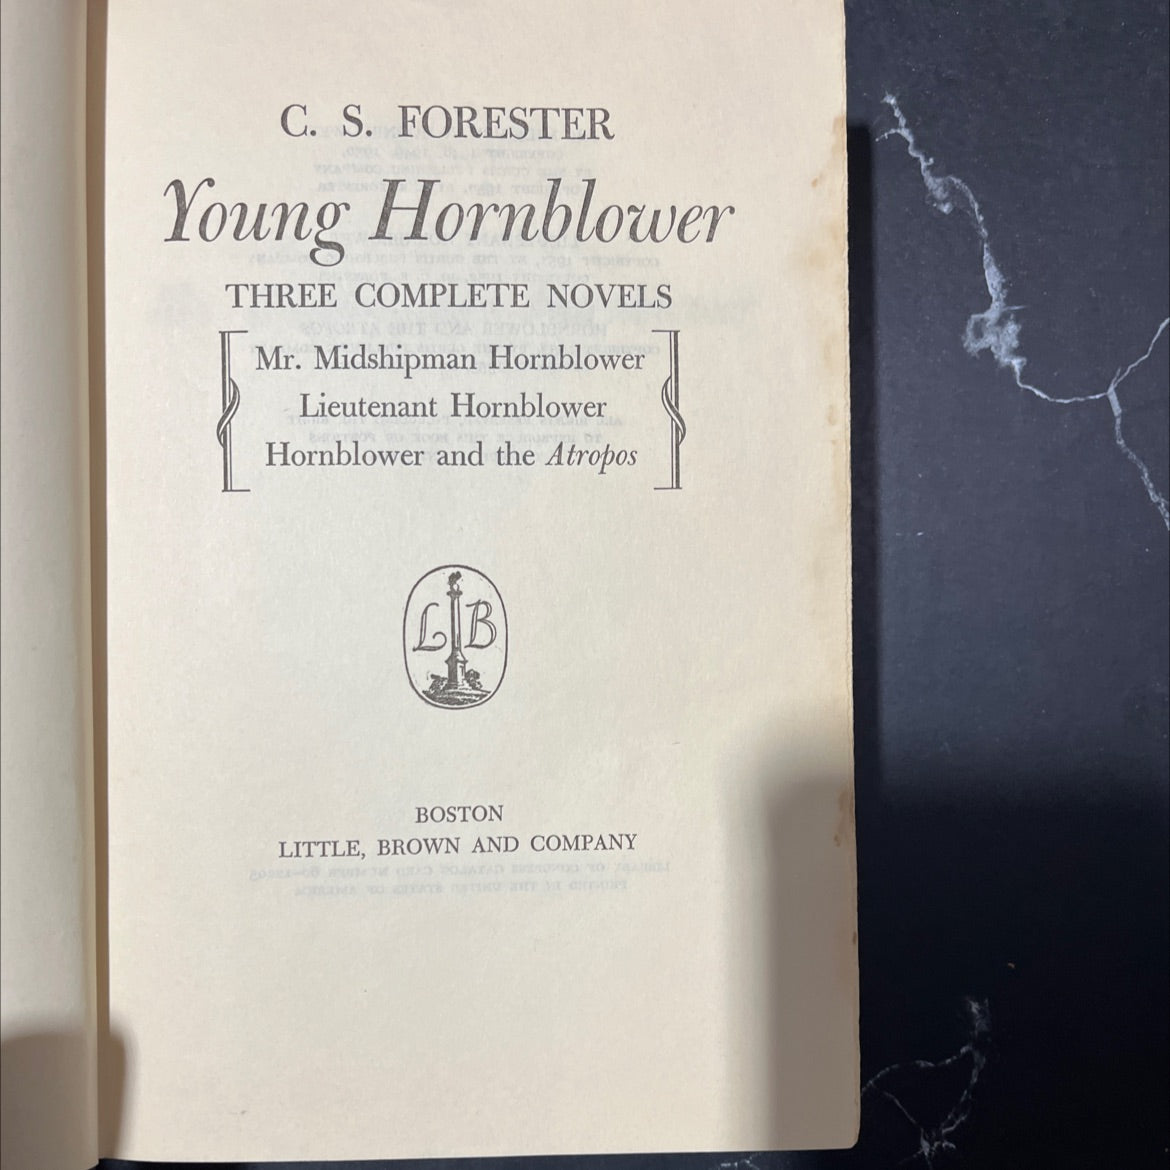 C. S. FORESTER
Young Hornblower
THREE COMPLETE NOVELS
Mr. Midshipman Hornblower
Lieutenant Hornblower
Hornblower and the Atropos
L B
BOSTON
LITTLE, BROWN AND COMPANY